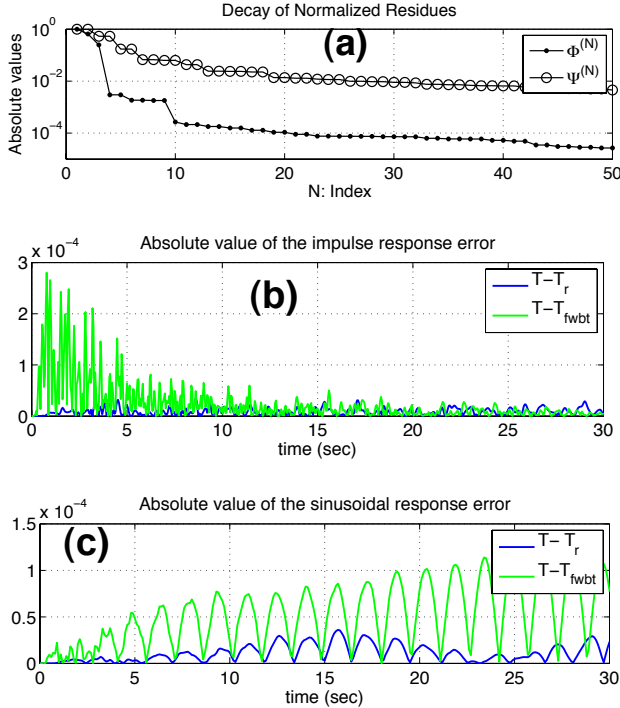 Decay of Normalized Residues
(a)
Absolute values
10^0
10^-2
10^-4
Φ^(N)
Ψ^(N)
0 10 20 30 40 50
N: Index
Absolute value of the impulse response error
x 10^-4
(b)
3
2
1
0
T-T_r
T-T_fwbt
0 5 10 15 20 25 30
time (sec)
Absolute value of the sinusoidal response error
x 10^-4
(c)
1.5
1
0.5
0
T- T_r
T-T_fwbt
0 5 10 15 20 25 30
time (sec)